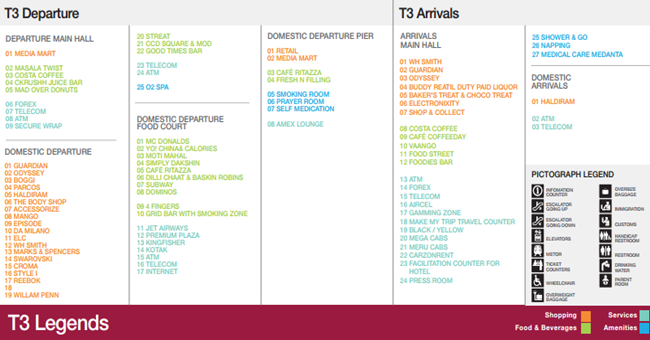 T3 Departure
DEPARTURE MAIN HALL
01 MEDIA MART
02 MASALA TWIST
03 COSTA COFFEE
04 CKRUSHH JUICE BAR
05 MAD OVER DONUTS
06 FOREX
07 TELECOM
08 ATM
09 SECURE WRAP
DOMESTIC DEPARTURE
01 GUARDIAN
02 ODYSSEY
03 BOGGI
04 PARCOS
05 HALDIRAM
06 THE BODY SHOP
07 ACCESSORIZE
08 MANGO
09 EPISODE
10 DA MILANO
11 ELC
12 WH SMITH
13 MARKS & SPENCERS
14 SWAROVSKI
15 CROMA
16 STYLE I
17 REEBOK
18
19 WILLAM PENN
20 STREAT
21 CCD SQUARE & MOD
22 GOOD TIMES BAR
23 TELECOM
24 ATM
25 O2 SPA
DOMESTIC DEPARTURE
FOOD COURT
01 MC DONALDS
02 YO! CHINA& CALORIES
03 MOTI MAHAL
04 SIMPLY DAKSHIN
05 CAFÉ RITAZZA
06 DILLI CHAAT & BASKIN ROBINS
07 SUBWAY
08 DOMINOS
09 4 FINGERS
10 GRID BAR WITH SMOKING ZONE
11 JET AIRWAYS
12 PREMIUM PLAZA
13 KINGFISHER
14 KOTAK
15 ATM
16 TELECOM
17 INTERNET
DOMESTIC DEPARTURE PIER
01 RETAIL
02 MEDIA MART
03 CAFÉ RITAZZA
04 FRESH N FILLING
05 SMOKING ROOM
06 PRAYER ROOM
07 SELF MEDICATION
08 AMEX LOUNGE
T3 Arrivals
ARRIVALS
MAIN HALL
01 WH SMITH
02 GUARDIAN
03 ODYSSEY
04 BUDDY REATIL DUTY PAID LIQUOR
05 BAKER'S TREAT & CHOCO TREAT
06 ELECTRONIXITY
07 SHOP & COLLECT
08 COSTA COFFEE
09 CAFÉ COFFEEDAY
10 VAANGO
11 FOOD STREET
12 FOODIES BAR
13 ATM
14 FOREX
15 TELECOM
16 AIRCEL
17 GAMMING ZONE
18 MAKE MY TRIP TRAVEL COUNTER
19 BLACK / YELLOW
20 MEGA CABS
21 MERU CABS
22 CARZONRENT
23 FACILITATION COUNTER FOR
HOTEL
24 PRESS ROOM
25 SHOWER & GO
26 NAPPING
27 MEDICAL CARE MEDANTA
DOMESTIC
ARRIVALS
01 HALDIRAM
02 ATM
03 TELECOM
PICTOGRAPH LEGEND
INFOMATION
COUNTER
ESCALATOR
GOING UP
ESCALATOR
GOING DOWN
ELEVATORS
METOR
TICKET
COUNTERS
WHEELCHAIR
OVERWEIGHT
BAGGAGE
OVERSIZE
BAGGAGE
IMMIGRATION
CUSTOMS
HANDICAP
RESTROOM
RESTROOM
DRINKING
WATER
PARENT
ROOM
T3 Legends
Shopping
Services
Food & Beverages
Amenities